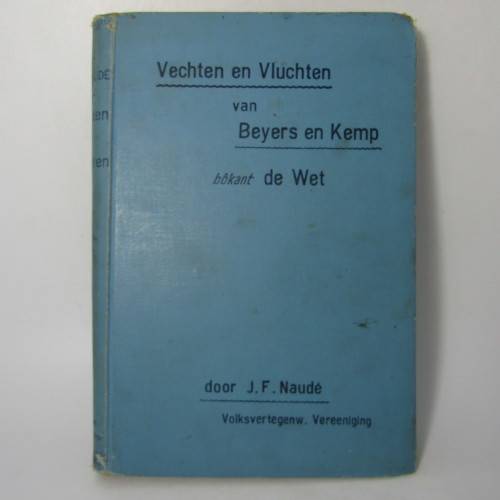 Vechten en Vluchten
van
Beyers en Kemp
bôkant de Wet
door J. F. Naudé
Volksvertegenw. Vereeniging